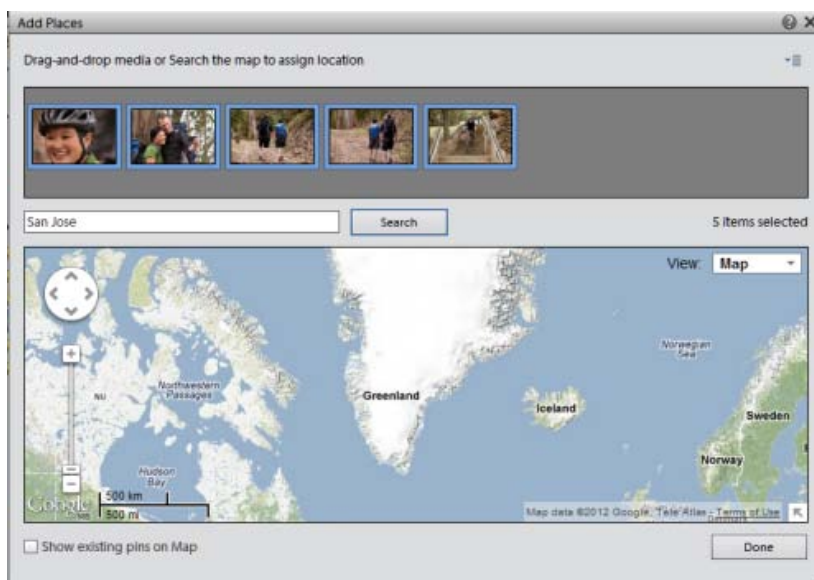 Add Places
Drag-and-drop media or Search the map to assign location
San Jose
Search
5 items selected
View:
Map
Norwegian
Sea
Northwestern
Passages
NU
Greenland
Iceland
Sweden
Norway
Hudson
Bay
Google
500 km
500 mi
Map data ©2012 Google, Tele Atlas - Terms of Use
Show existing pins on Map
Done